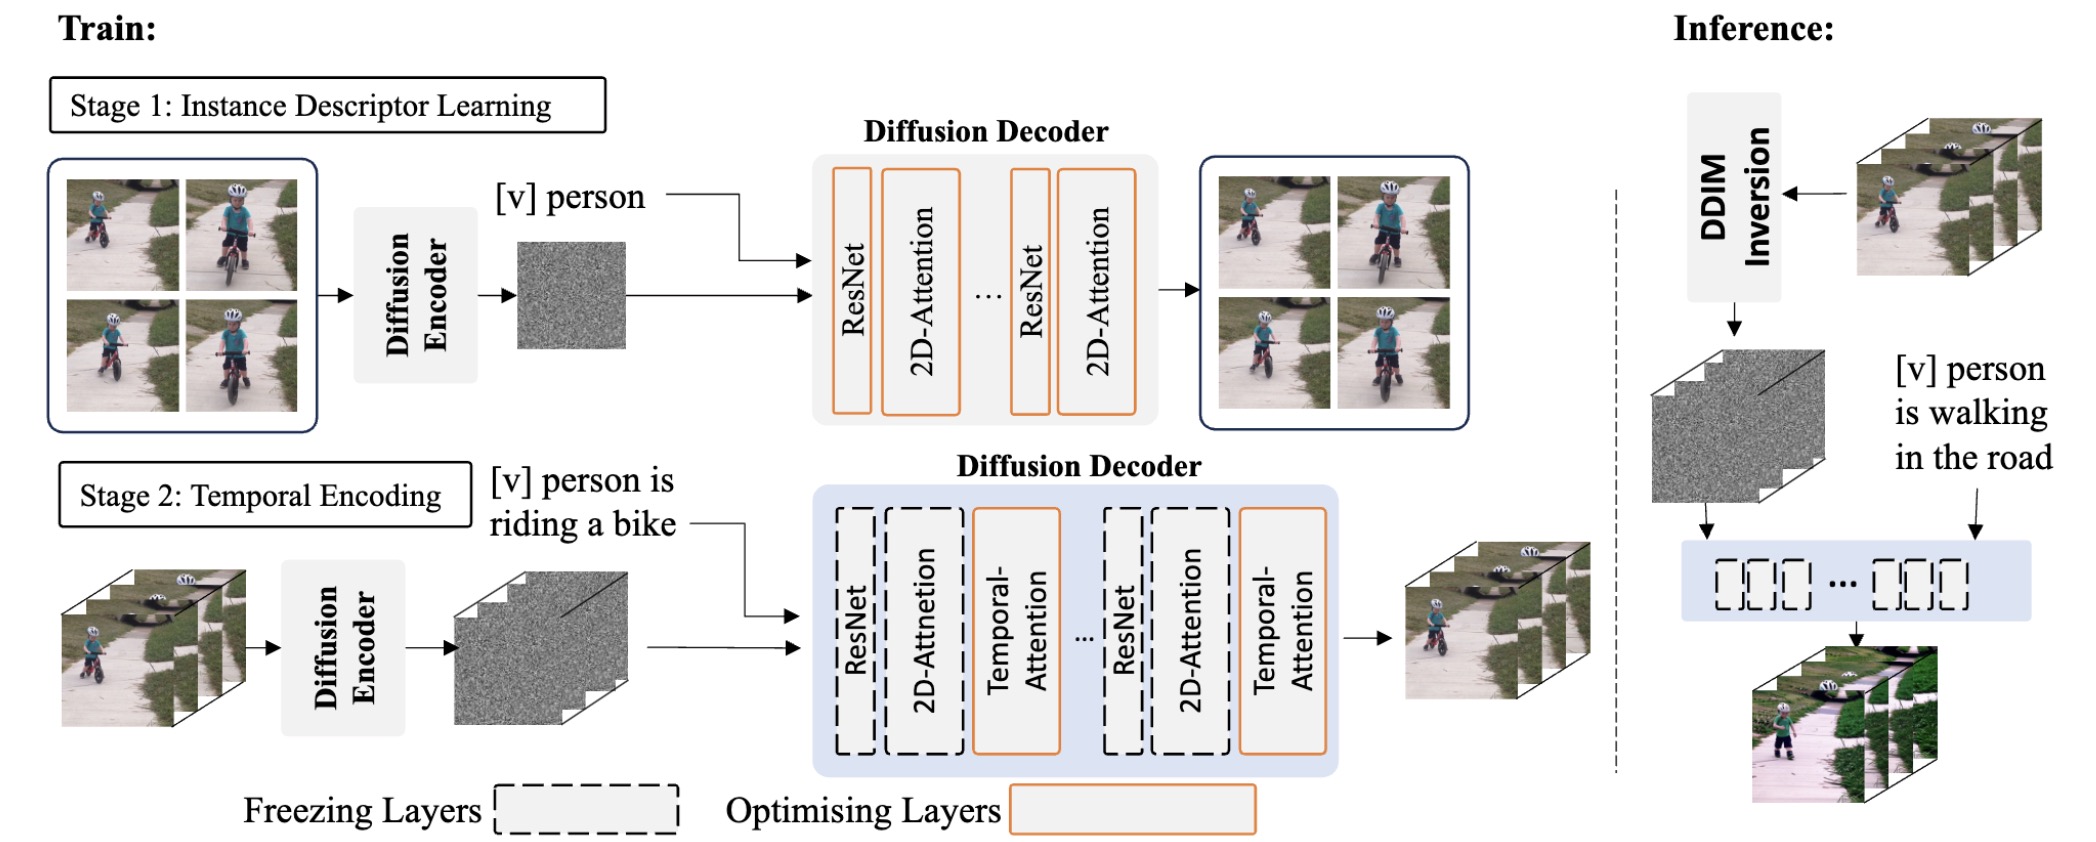 Train:
Stage 1: Instance Descriptor Learning
Diffusion
Encoder
[v] person
Diffusion Decoder
ResNet
2D-Attention
...
ResNet
2D-Attention
Stage 2: Temporal Encoding
Diffusion
Encoder
[v] person is
riding a bike
Diffusion Decoder
ResNet
2D-Attnetion
Temporal-
Attention
...
ResNet
2D-Attention
Temporal-
Attention
Freezing Layers
Optimising Layers
Inference:
DDIM
Inversion
[v] person
is walking
in the road
...